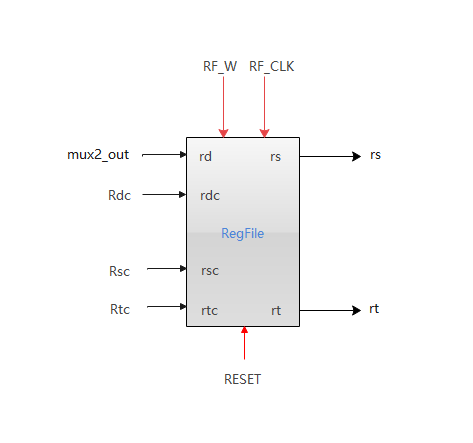 RF_W RF_CLK
mux2_out rd rs rs
Rdc rdc
RegFile
Rsc rsc
Rtc rtc rt rt
RESET